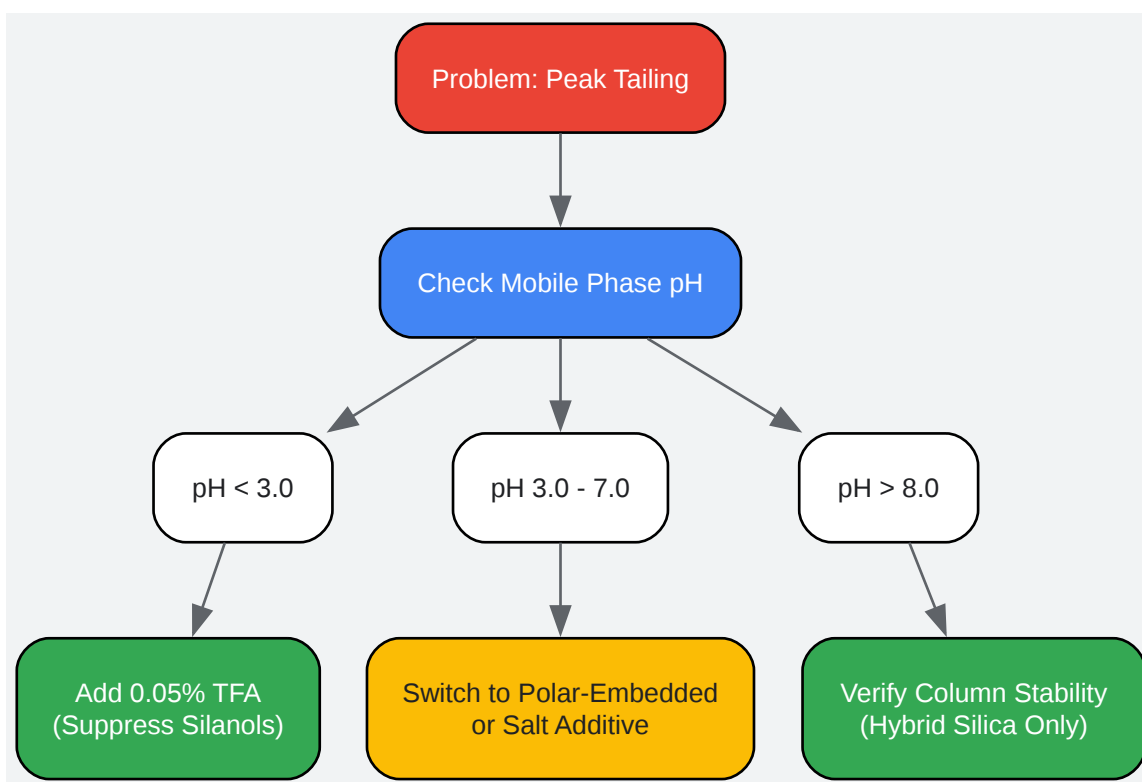 Problem: Peak Tailing
Check Mobile Phase pH
pH < 3.0
pH 3.0 - 7.0
pH > 8.0
Add 0.05% TFA
(Suppress Silanols)
Switch to Polar-Embedded
or Salt Additive
Verify Column Stability
(Hybrid Silica Only)